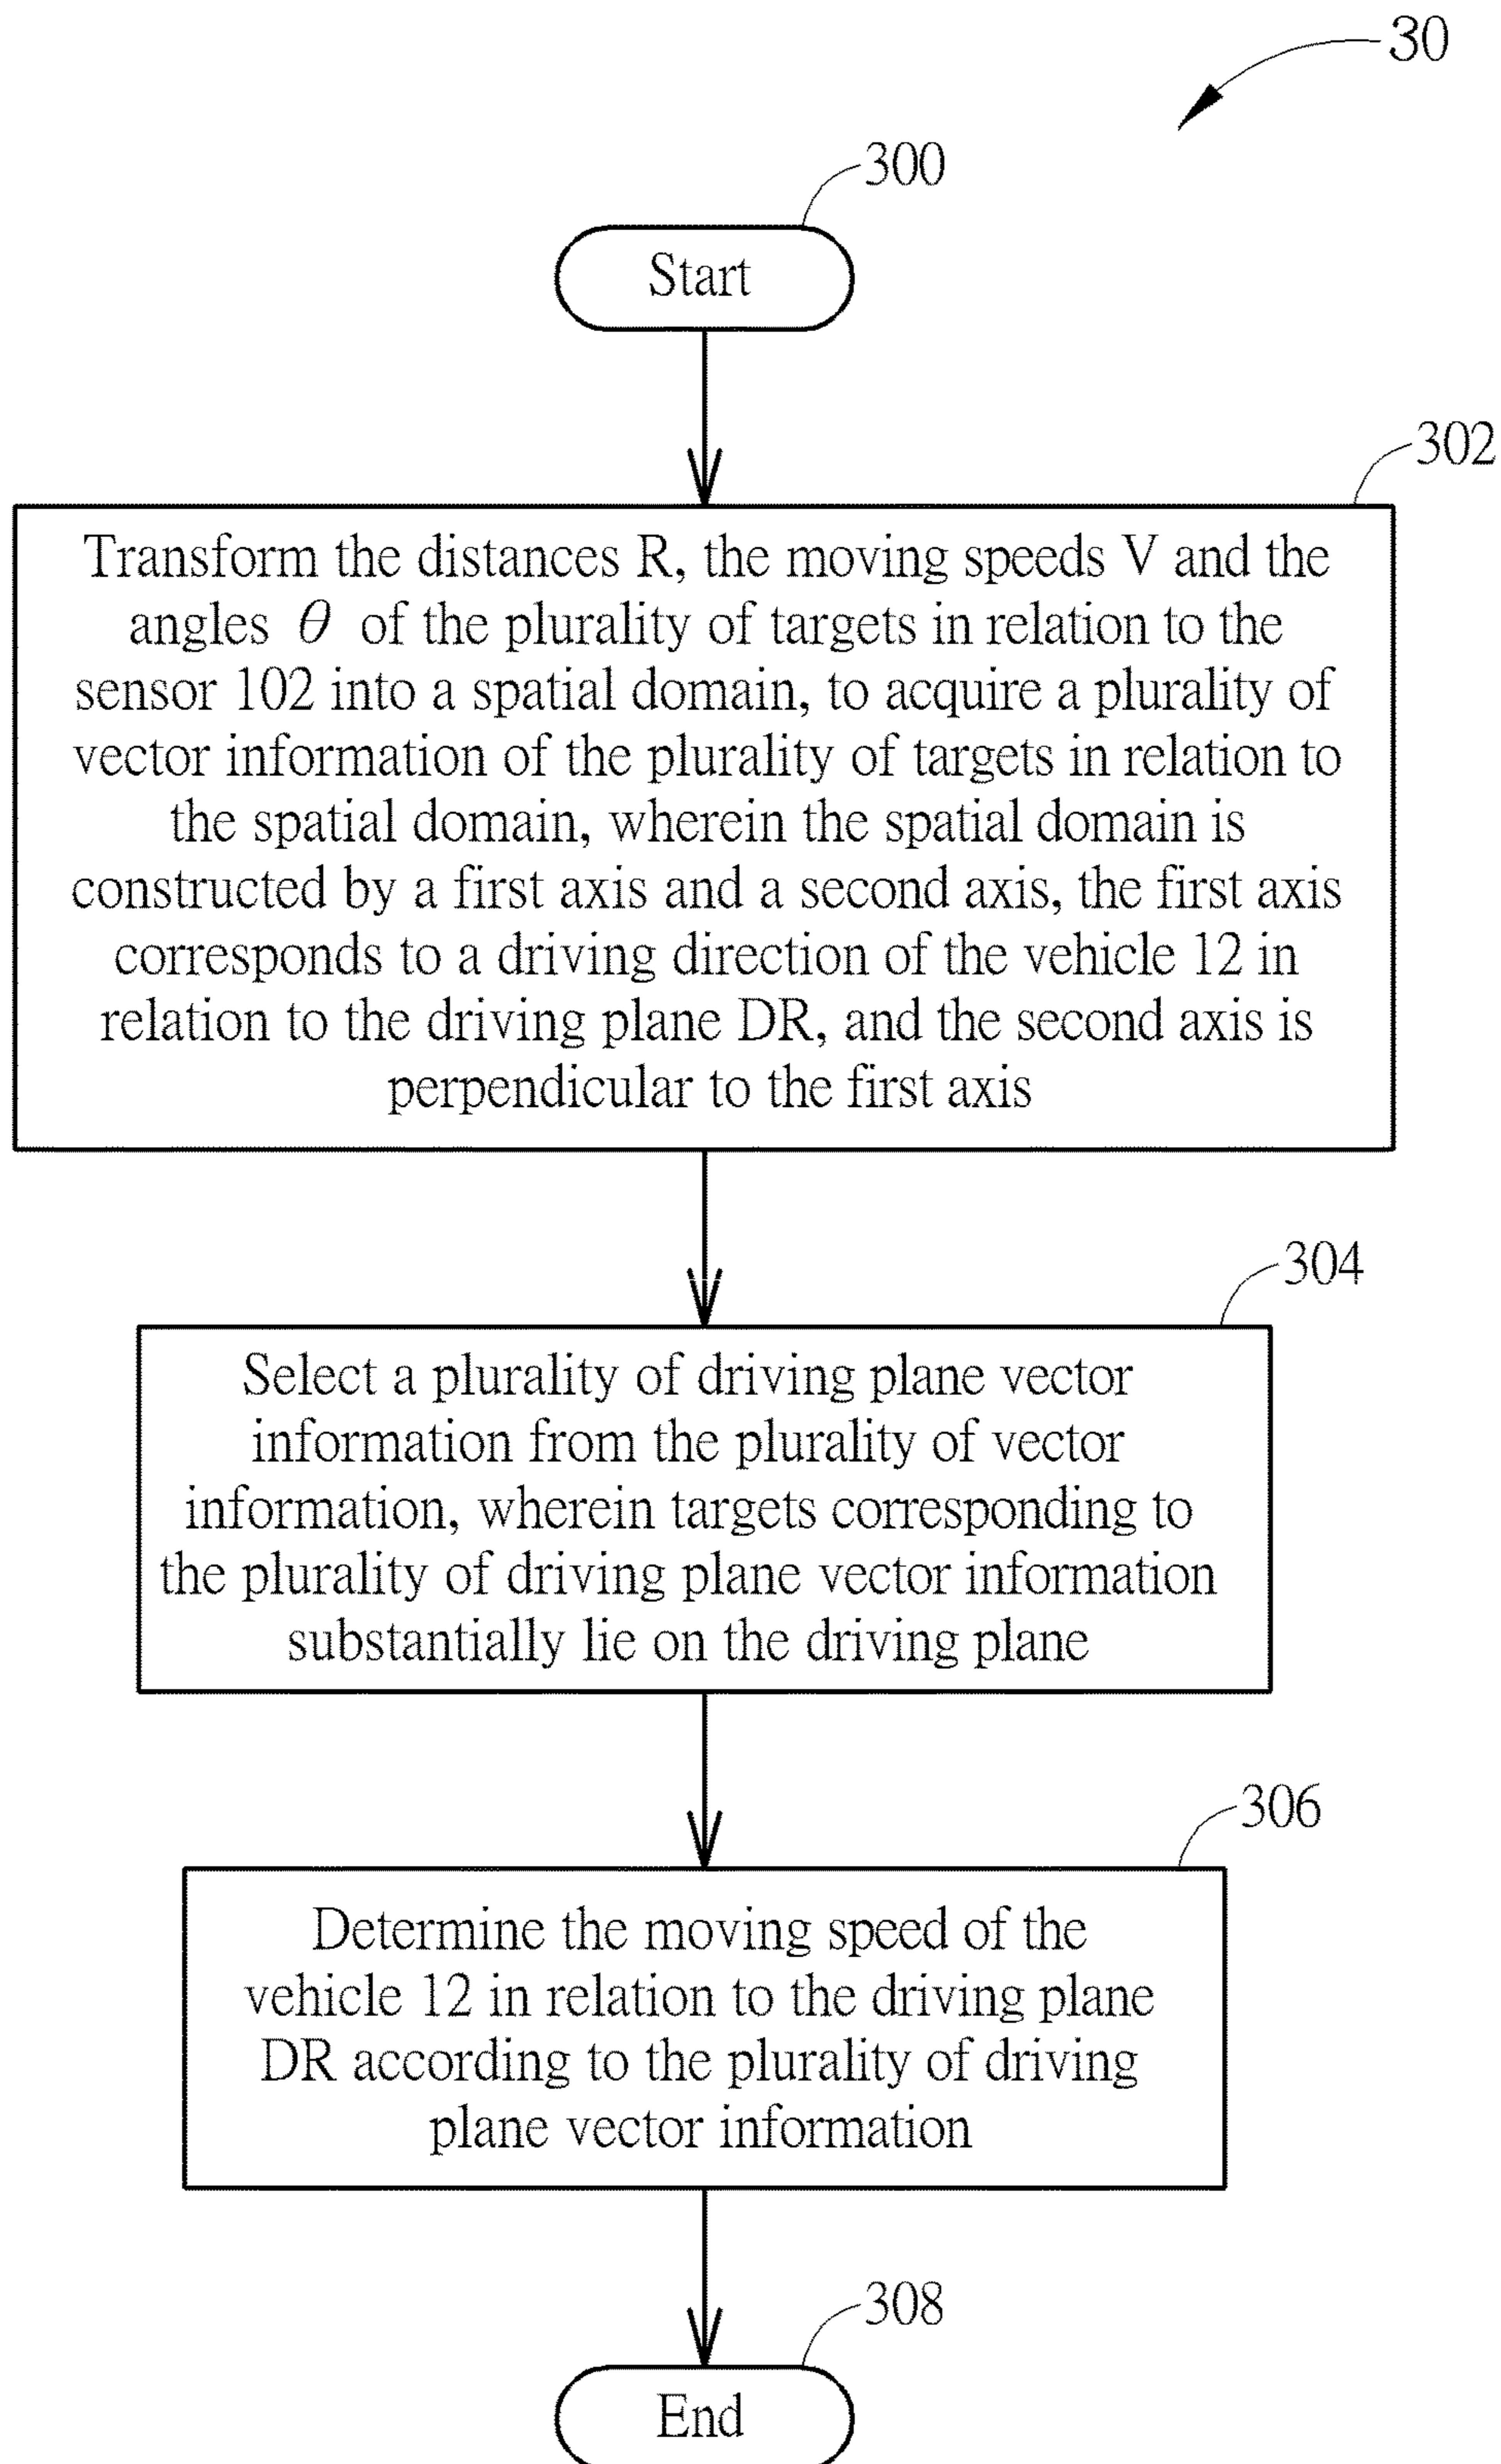 30
300
Start
302
Transform the distances R, the moving speeds V and the
angles θ of the plurality of targets in relation to the
sensor 102 into a spatial domain, to acquire a plurality of
vector information of the plurality of targets in relation to
the spatial domain, wherein the spatial domain is
constructed by a first axis and a second axis, the first axis
corresponds to a driving direction of the vehicle 12 in
relation to the driving plane DR, and the second axis is
perpendicular to the first axis
304
Select a plurality of driving plane vector
information from the plurality of vector
information, wherein targets corresponding to
the plurality of driving plane vector information
substantially lie on the driving plane
306
Determine the moving speed of the
vehicle 12 in relation to the driving plane
DR according to the plurality of driving
plane vector information
308
End